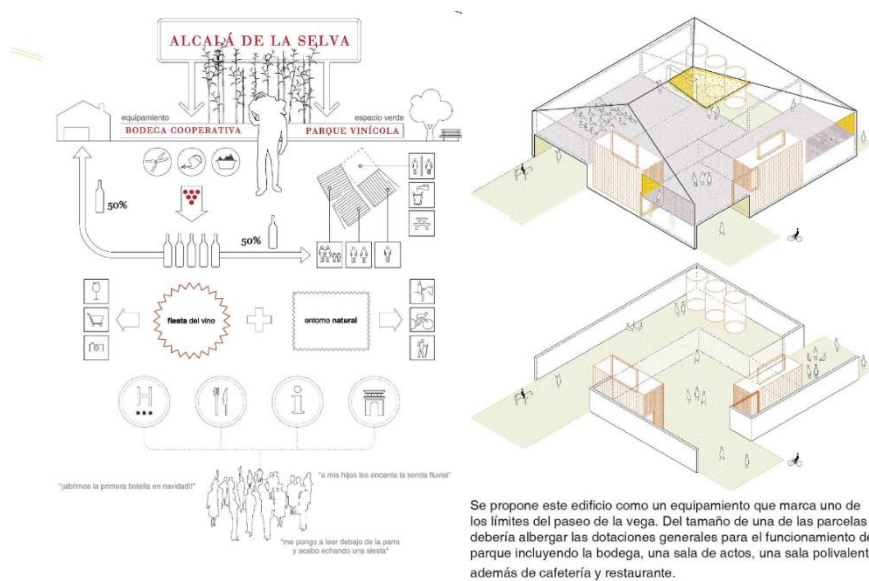 ALCALÁ DE LA SELVA
equipamiento
espacio verde
BODEGA COOPERATIVA
PARQUE VINÍCOLA
50%
50%
fiesta del vino
entorno natural
H
i
"a mis hijos les encanta la senda fluvial"
"¡abrimos la primera botella en navidad!!"
"me pongo a leer debajo de la parra
y acabo echando una siesta"
Se propone este edificio como un equipamiento que marca uno de
los límites del paseo de la vega. Del tamaño de una de las parcelas
debería albergar las dotaciones generales para el funcionamiento de
parque incluyendo la bodega, una sala de actos, una sala polivalent
además de cafetería y restaurante.